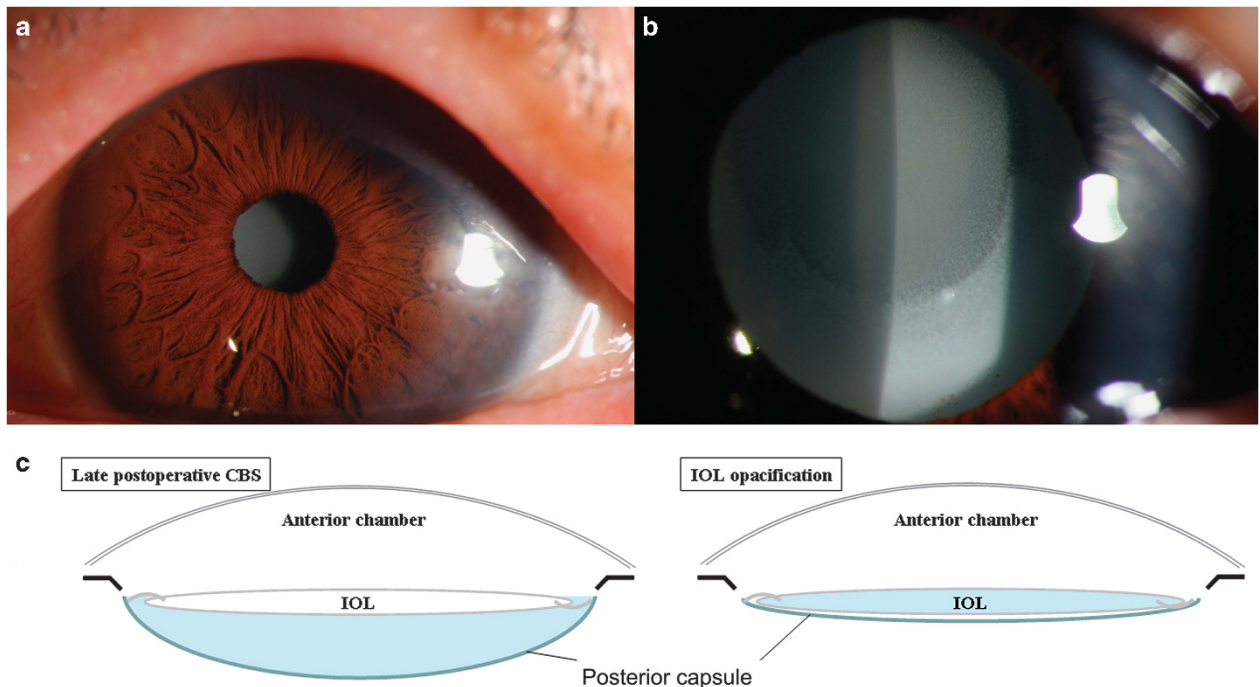 a
b
c
Late postoperative CBS
IOL opacification
Anterior chamber
Anterior chamber
IOL
IOL
Posterior capsule